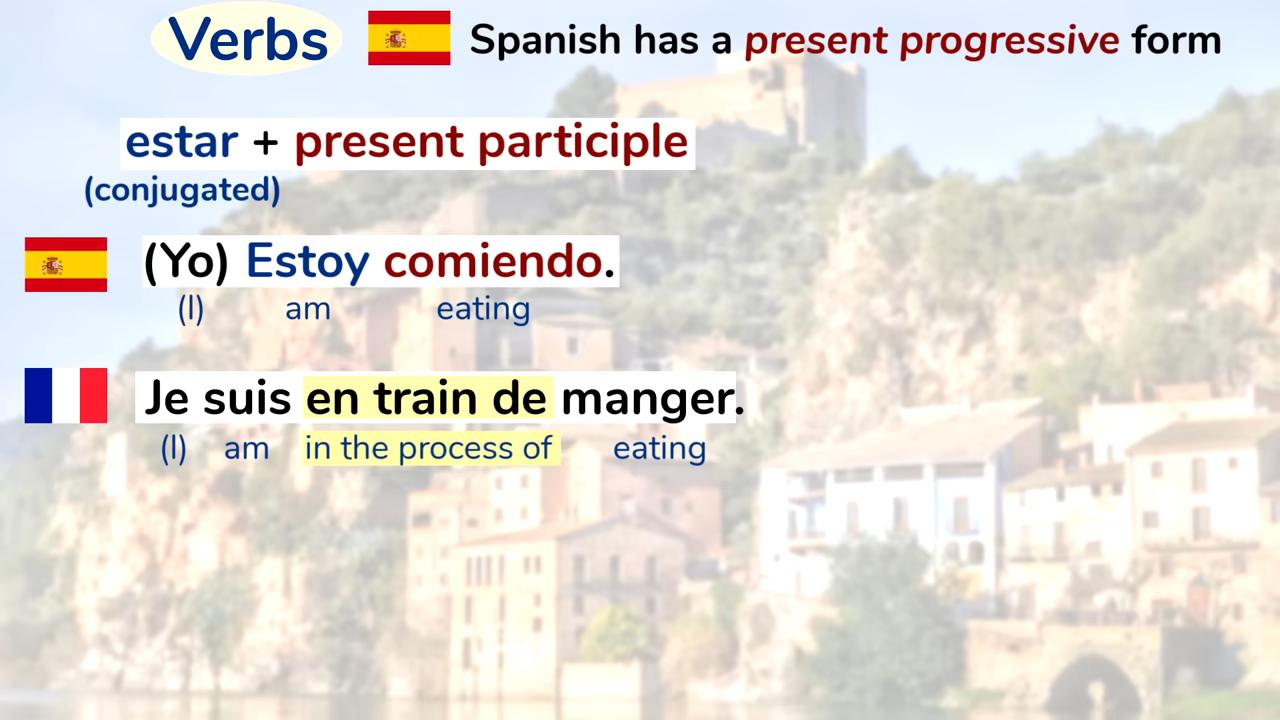 Verbs Spanish has a present progressive form
estar + present participle
(conjugated)
(Yo) Estoy comiendo.
(I) am eating
Je suis en train de manger.
(I) am in the process of eating